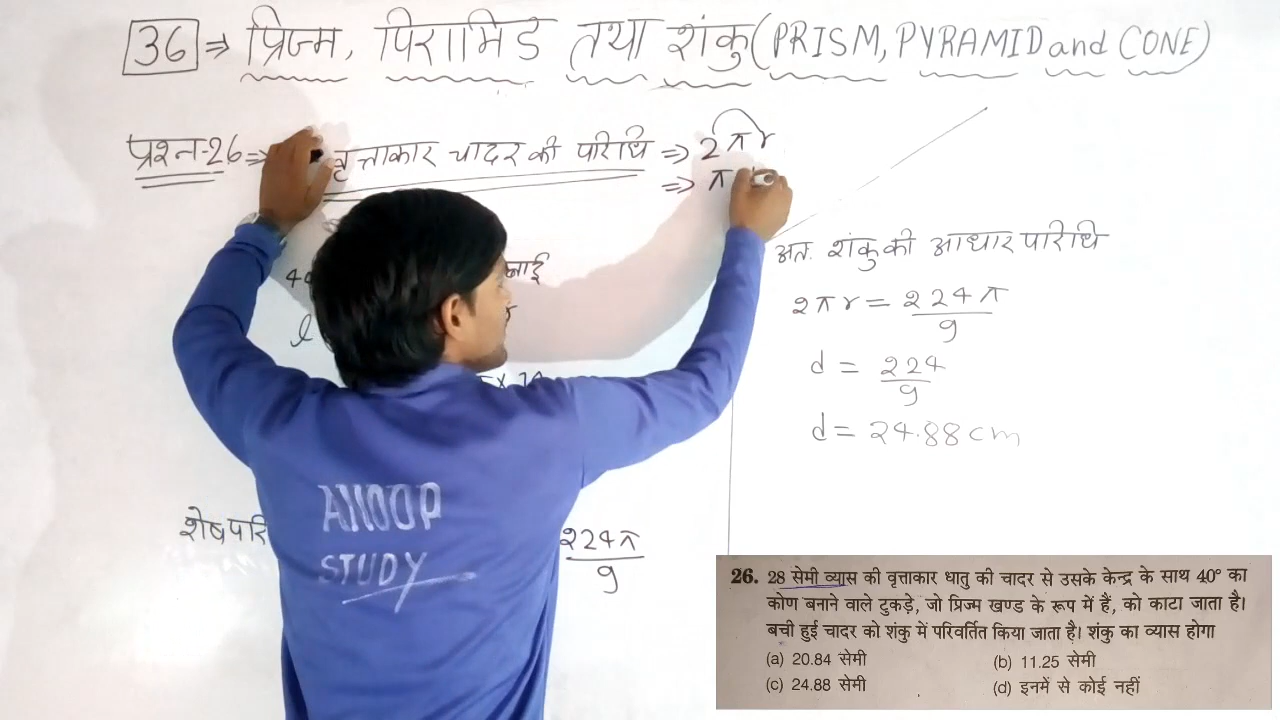 36 ⇒ प्रिज्म, पिरामिड तथा शंकु (PRISM, PYRAMID and CONE)
प्रश्न-26 ⇒ वृत्ताकार चादर की परिधि ⇒ 2πr
⇒ π
l
शेष परि
224π
9
अतः शंकु की आधार परिधि
2πr = 224π
9
d = 224
9
d = 24.88 cm
ANOOP
STUDY
26. 28 सेमी व्यास की वृत्ताकार धातु की चादर से उसके केन्द्र के साथ 40° का
कोण बनाने वाले टुकड़े, जो प्रिज्म खण्ड के रूप में हैं, को काटा जाता है।
बची हुई चादर को शंकु में परिवर्तित किया जाता है। शंकु का व्यास होगा
(a) 20.84 सेमी (b) 11.25 सेमी
(c) 24.88 सेमी (d) इनमें से कोई नहीं